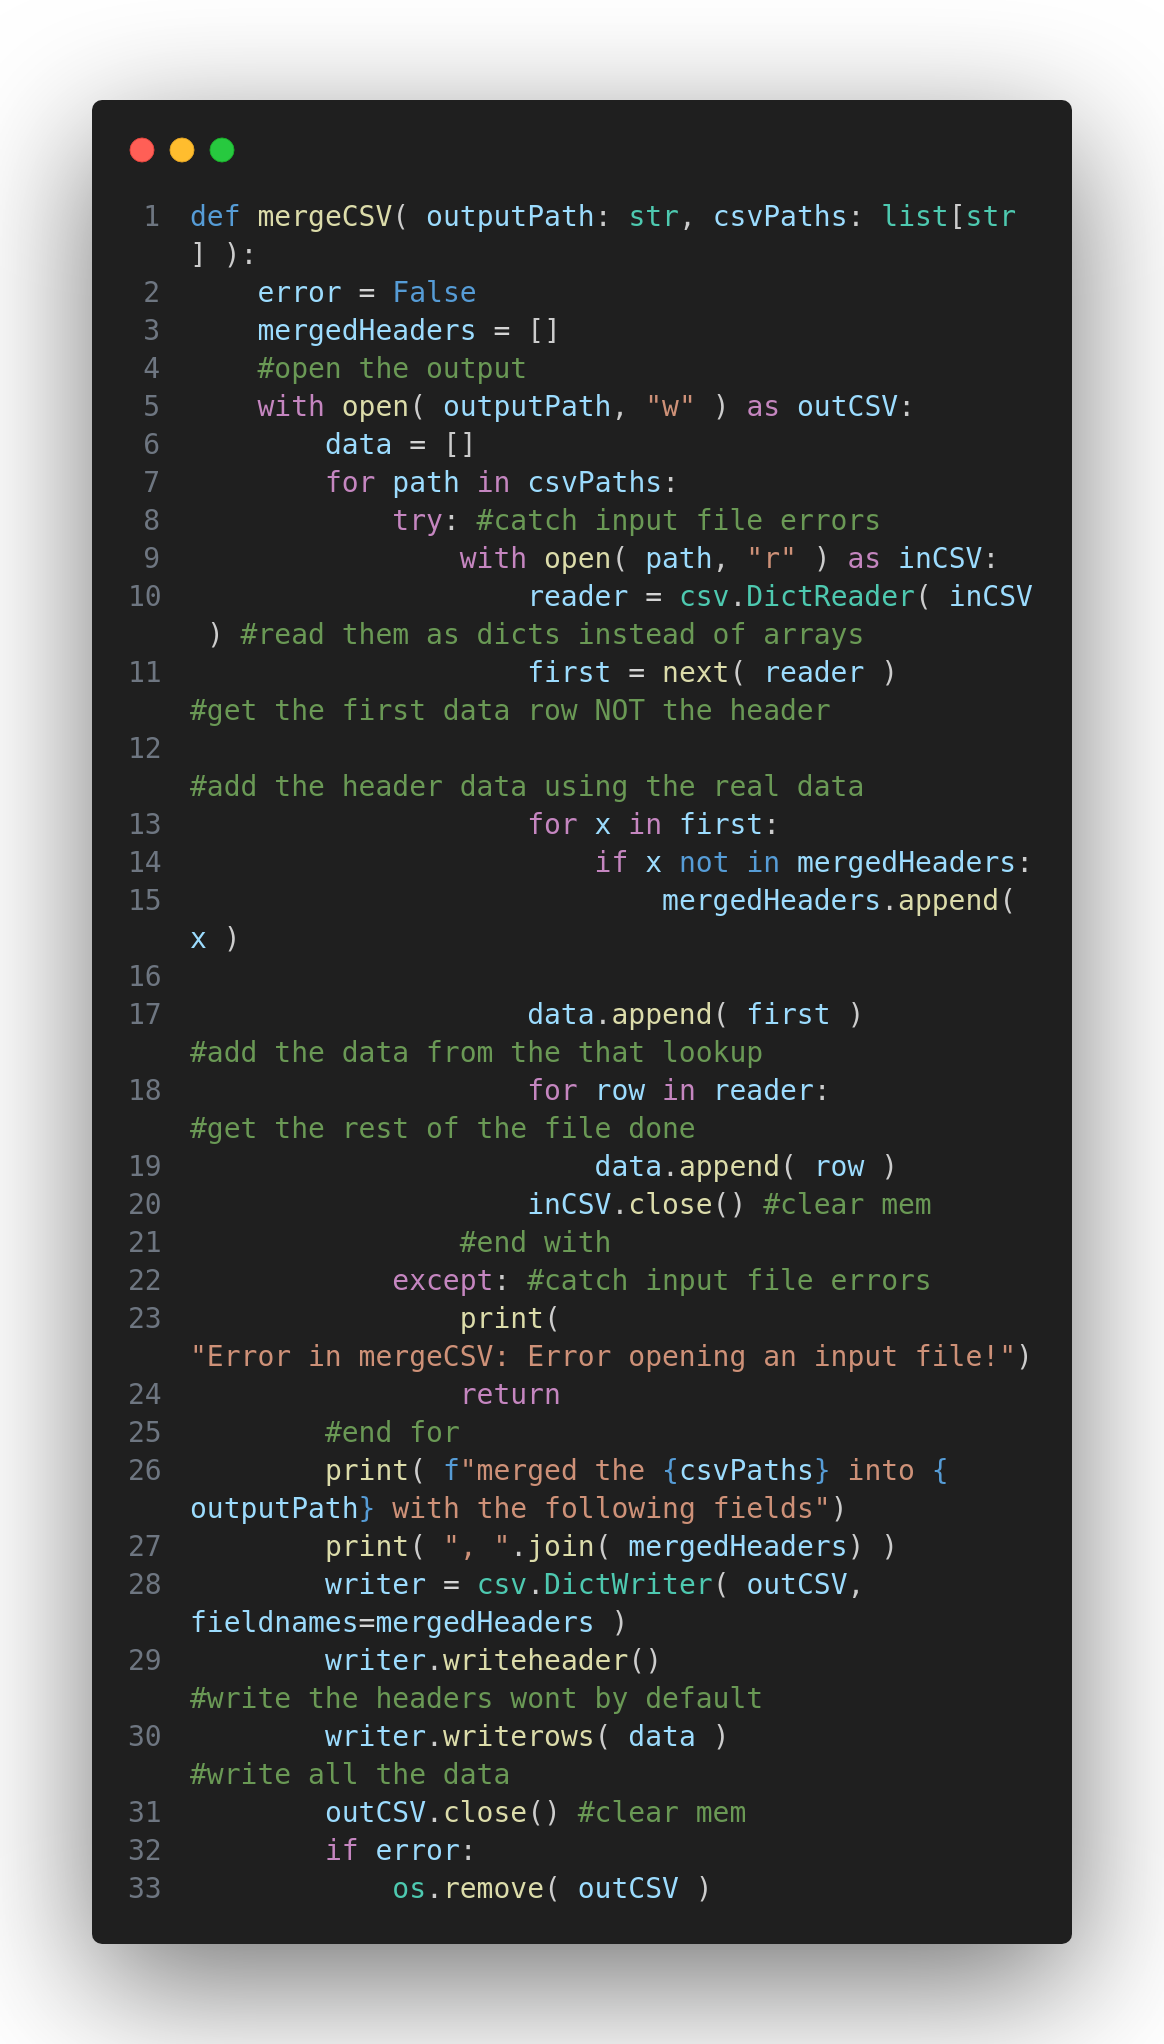 1 def mergeCSV( outputPath: str, csvPaths: list[str
] ):
2     error = False
3     mergedHeaders = []
4     #open the output
5     with open( outputPath, "w" ) as outCSV:
6         data = []
7         for path in csvPaths:
8             try: #catch input file errors
9                 with open( path, "r" ) as inCSV:
10                     reader = csv.DictReader( inCSV
 ) #read them as dicts instead of arrays
11                     first = next( reader )
#get the first data row NOT the header
12
#add the header data using the real data
13                     for x in first:
14                         if x not in mergedHeaders:
15                             mergedHeaders.append(
x )
16
17                     data.append( first )
#add the data from the that lookup
18                     for row in reader:
#get the rest of the file done
19                         data.append( row )
20                     inCSV.close() #clear mem
21                 #end with
22             except: #catch input file errors
23                 print(
"Error in mergeCSV: Error opening an input file!")
24                 return
25         #end for
26         print( f"merged the {csvPaths} into {
outputPath} with the following fields")
27         print( ", ".join( mergedHeaders) )
28         writer = csv.DictWriter( outCSV,
fieldnames=mergedHeaders )
29         writer.writeheader()
#write the headers wont by default
30         writer.writerows( data )
#write all the data
31         outCSV.close() #clear mem
32         if error:
33             os.remove( outCSV )